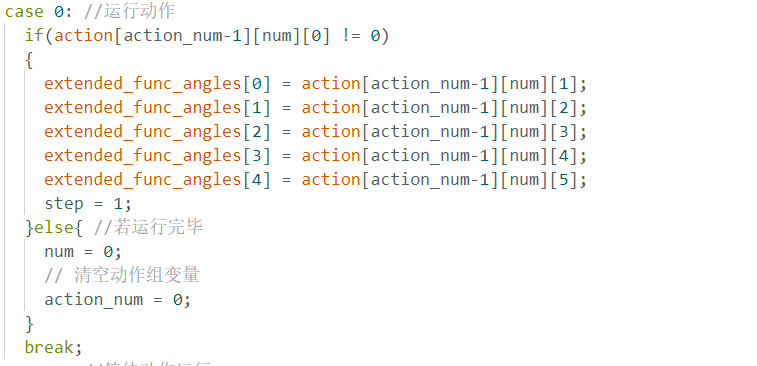 case 0: //运行动作
if(action[action_num-1][num][0] != 0)
{
extended_func_angles[0] = action[action_num-1][num][1];
extended_func_angles[1] = action[action_num-1][num][2];
extended_func_angles[2] = action[action_num-1][num][3];
extended_func_angles[3] = action[action_num-1][num][4];
extended_func_angles[4] = action[action_num-1][num][5];
step = 1;
}else{ //若运行完毕
num = 0;
// 清空动作组变量
action_num = 0;
}
break;